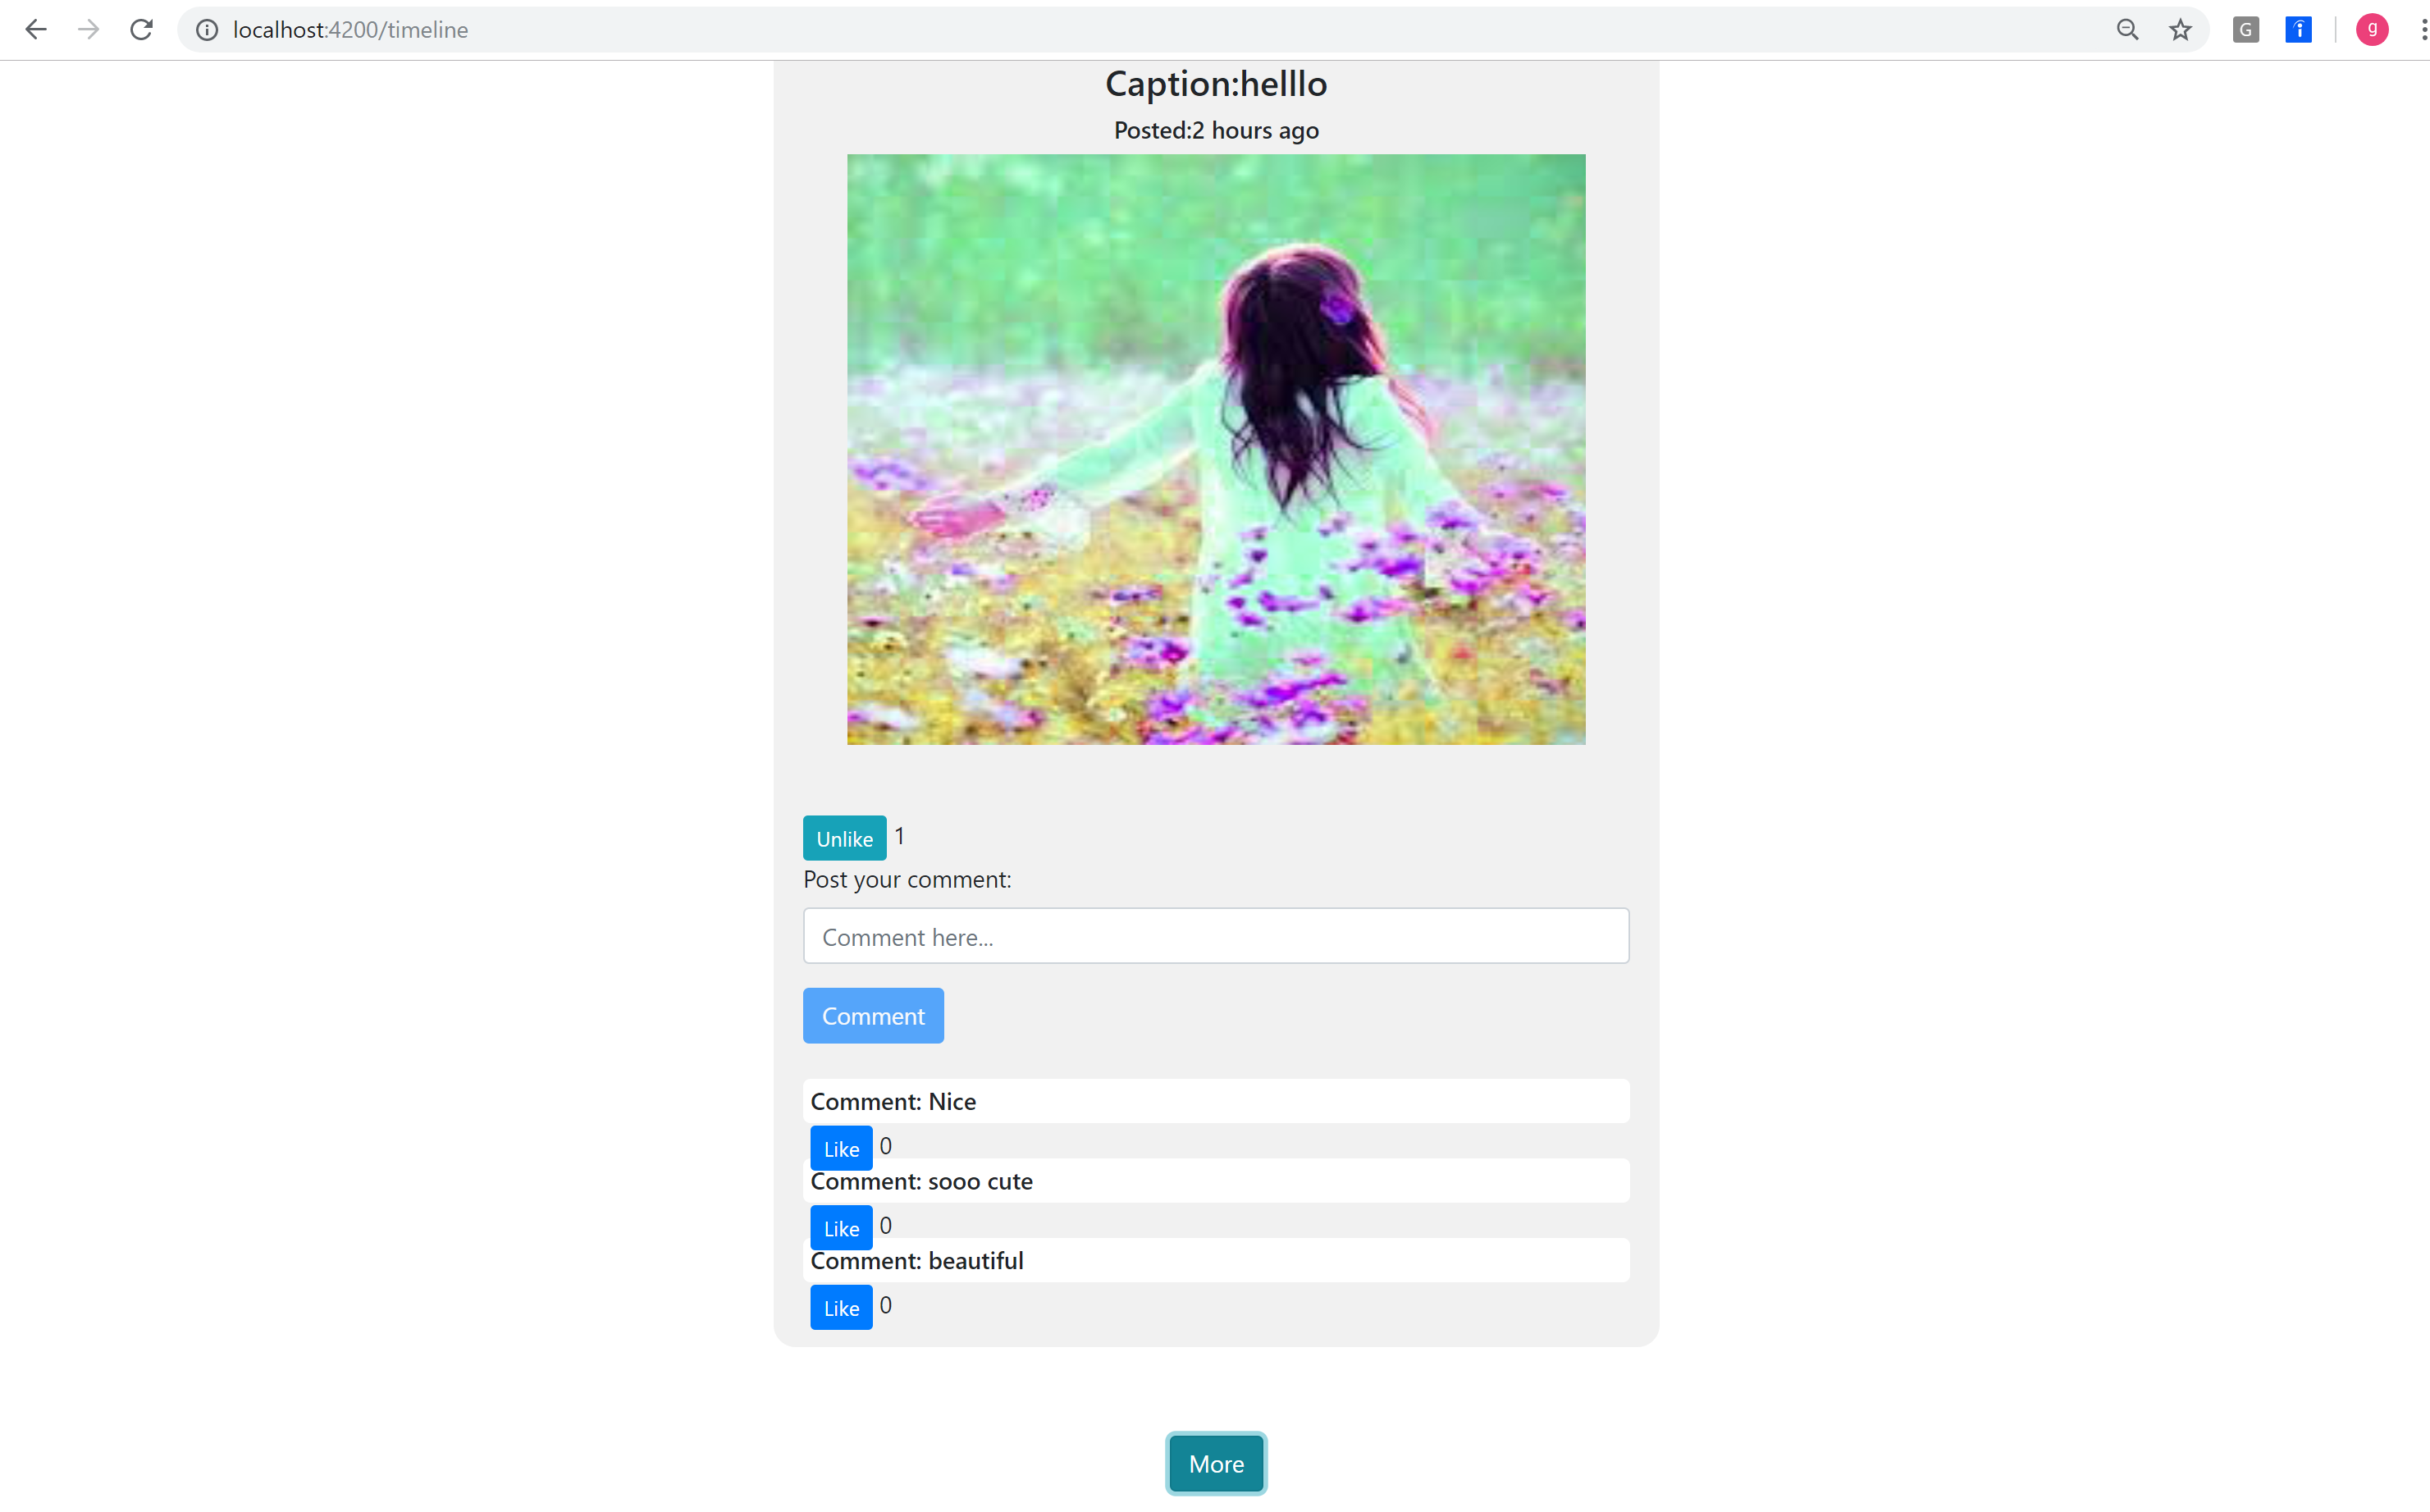 localhost:4200/timeline
G
g
Caption:helllo
Posted:2 hours ago
Unlike 1
Post your comment:
Comment here...
Comment
Comment: Nice
Like 0
Comment: sooo cute
Like 0
Comment: beautiful
Like 0
More